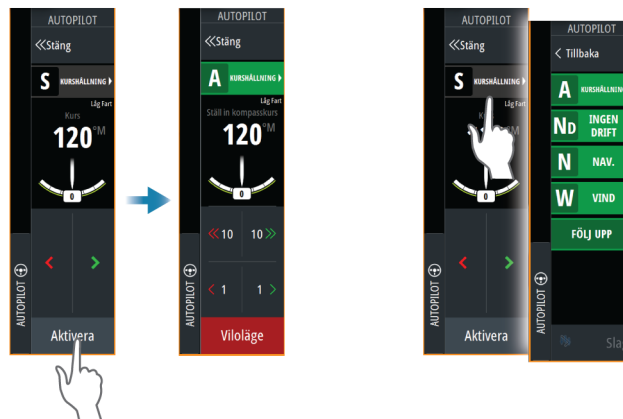 AUTOPILOT
Stäng
S KURSHÅLLNING
Låg Fart
Kurs
120°M
0
AUTOPILOT
Aktivera
AUTOPILOT
Stäng
A KURSHÅLLNING
Låg Fart
Ställ in kompasskurs
120°M
0
10 10
1 1
AUTOPILOT
Viloläge
AUTOPILOT
Stäng
S KURSHÅLLNING
Låg Fart
0
AUTOPILOT
Aktivera
AUTOPILOT
Tillbaka
A KURSHÅLLNING
ND INGEN
DRIFT
N NAV.
W VIND
FÖLJ UPP
AUTOPILOT